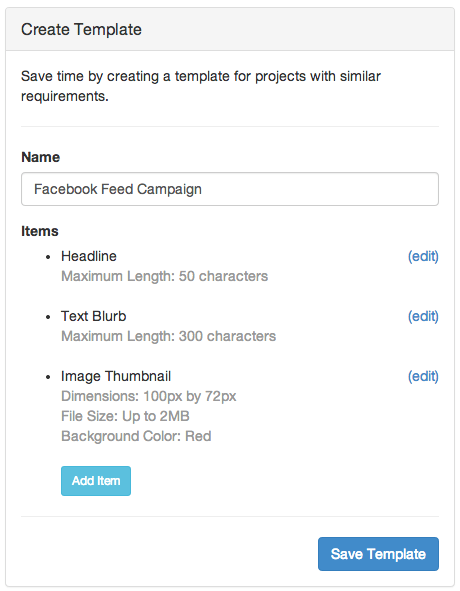 Create Template
Save time by creating a template for projects with similar
requirements.
Name
Facebook Feed Campaign
Items
Headline (edit)
Maximum Length: 50 characters
Text Blurb (edit)
Maximum Length: 300 characters
Image Thumbnail (edit)
Dimensions: 100px by 72px
File Size: Up to 2MB
Background Color: Red
Add Item
Save Template